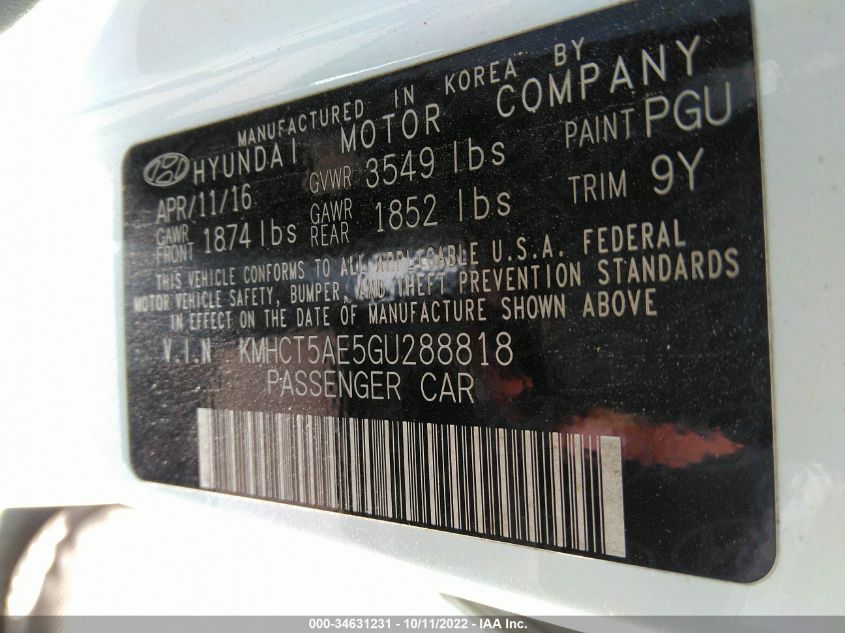 MANUFACTURED IN KOREA BY
HYUNDAI MOTOR COMPANY
APR/11/16 GVWR 3549 lbs PAINT PGU
GAWR FRONT 1874 lbs GAWR REAR 1852 lbs TRIM 9Y
THIS VEHICLE CONFORMS TO ALL APPLICABLE U.S.A. FEDERAL
MOTOR VEHICLE SAFETY, BUMPER, AND THEFT PREVENTION STANDARDS
IN EFFECT ON THE DATE OF MANUFACTURE SHOWN ABOVE
V.I.N KMHCT5AE5GU288818
PASSENGER CAR
000-34631231 - 10/11/2022 - IAA Inc.